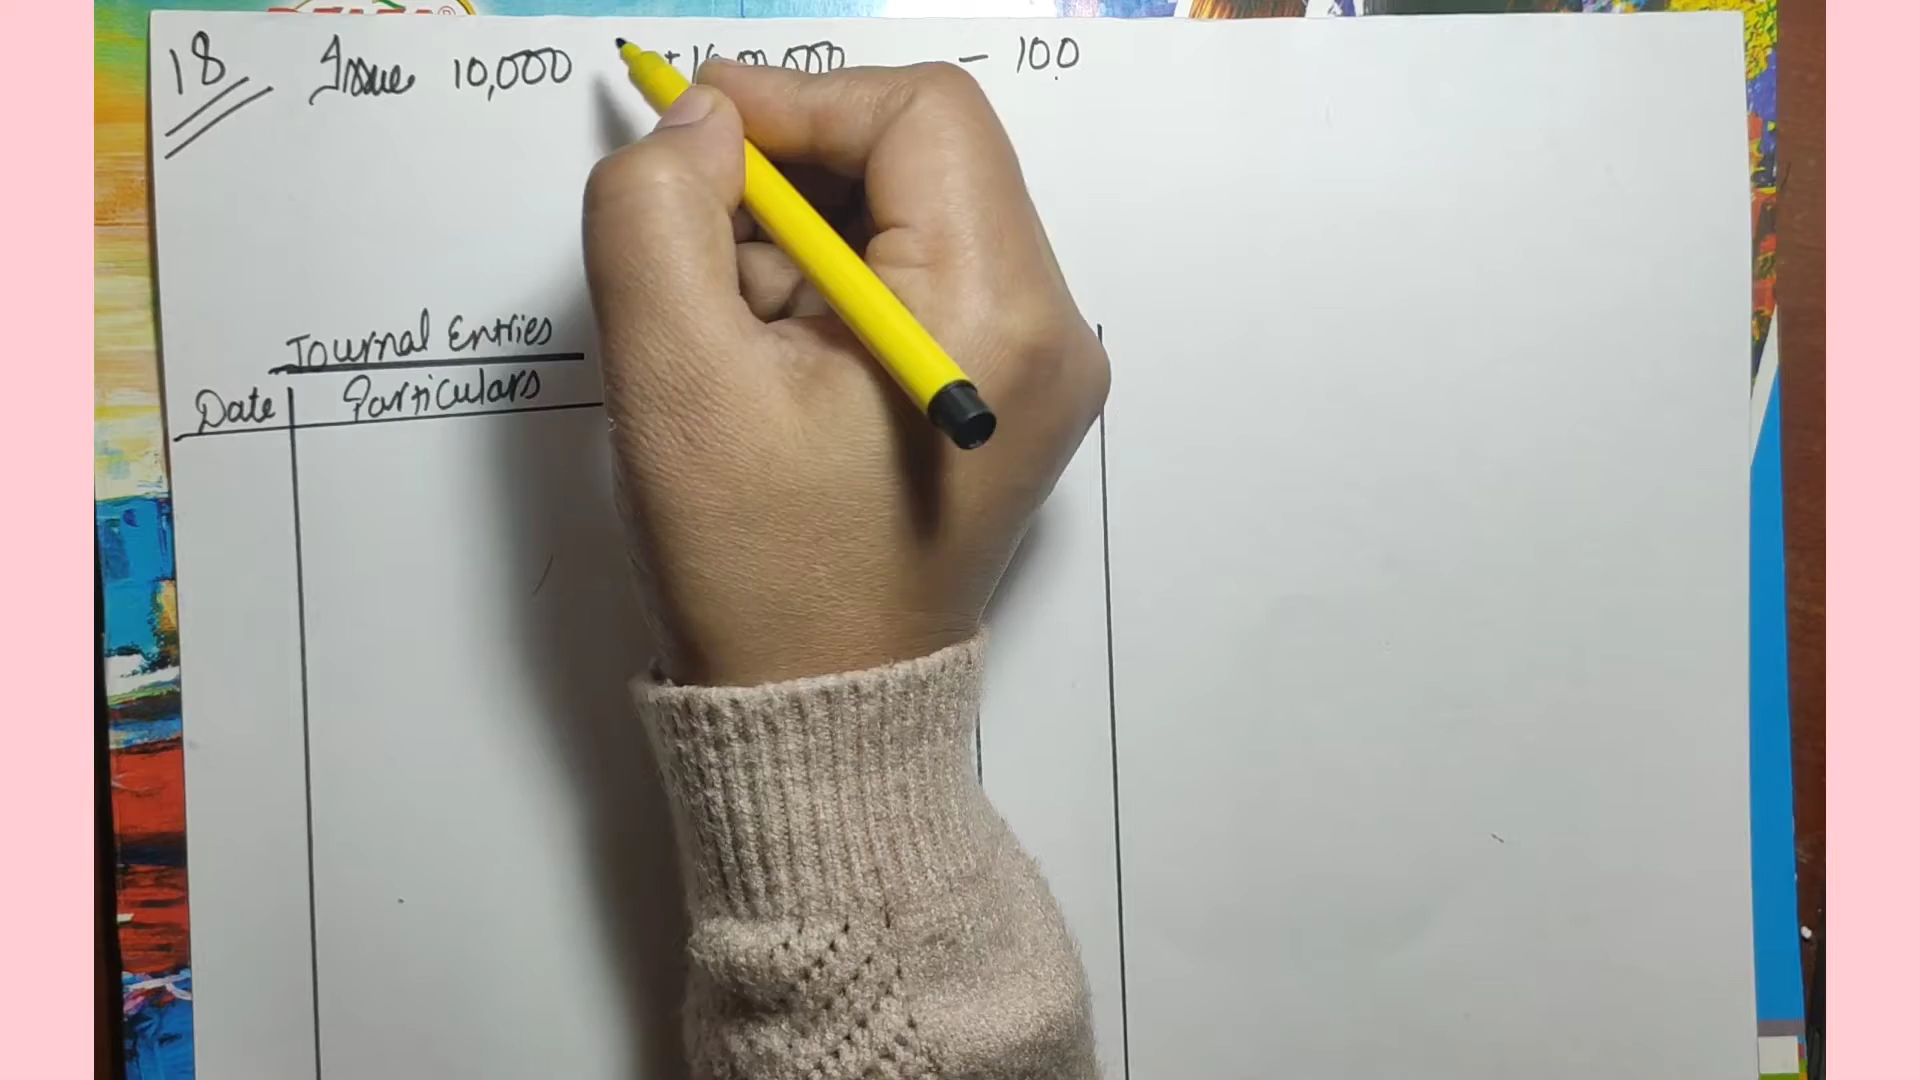 18 Issue 10,000 - 100
Journal Entries
Date Particulars